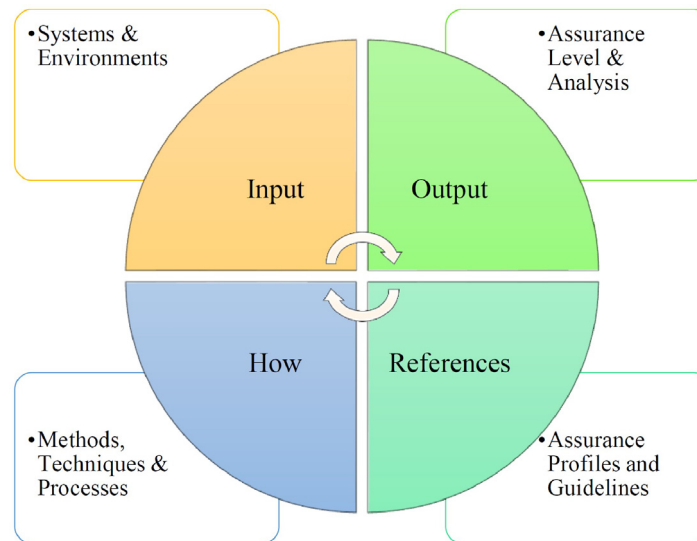 •Systems &
Environments
•Assurance
Level &
Analysis
Input
Output
How
References
•Methods,
Techniques &
Processes
•Assurance
Profiles and
Guidelines